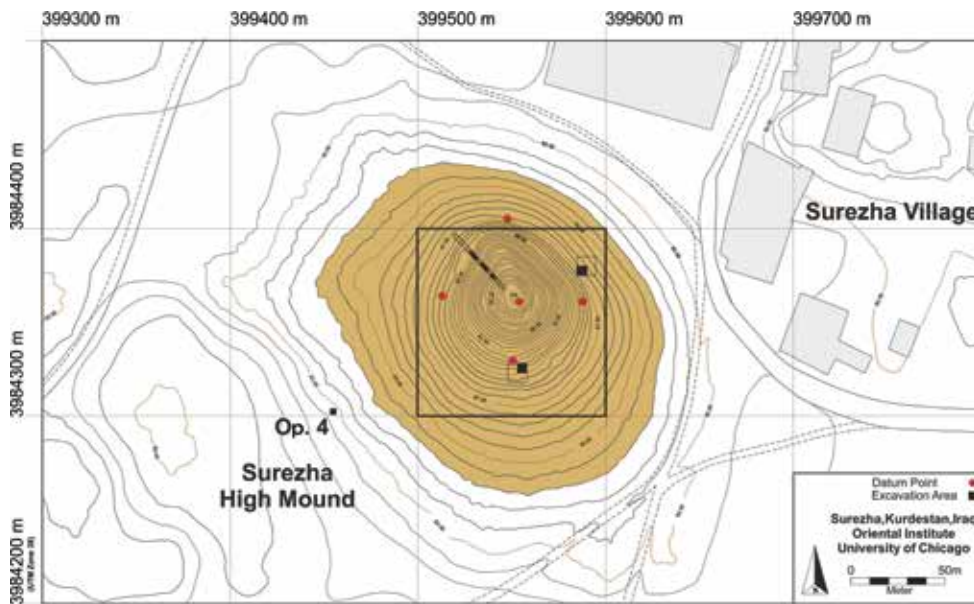 399300 m
399400 m
399500 m
399600 m
399700 m
3984400 m
3984300 m
3984200 m
Surezha Village
Op. 4
Surezha
High Mound
Datum Point
Excavation Area
Surezha,Kurdestan,Iraq
Oriental Institute
University of Chicago
0 50m
Meter